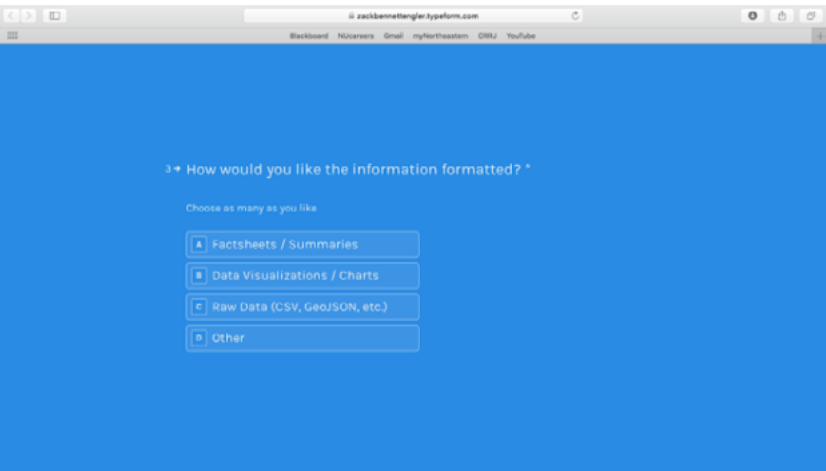 zackbennettengler.typeform.com
Blackboard NUcareers Gmail myNortheastern DWIJ YouTube
3 → How would you like the information formatted? *
Choose as many as you like
A Factsheets / Summaries
B Data Visualizations / Charts
C Raw Data (CSV, GeoJSON, etc.)
D Other